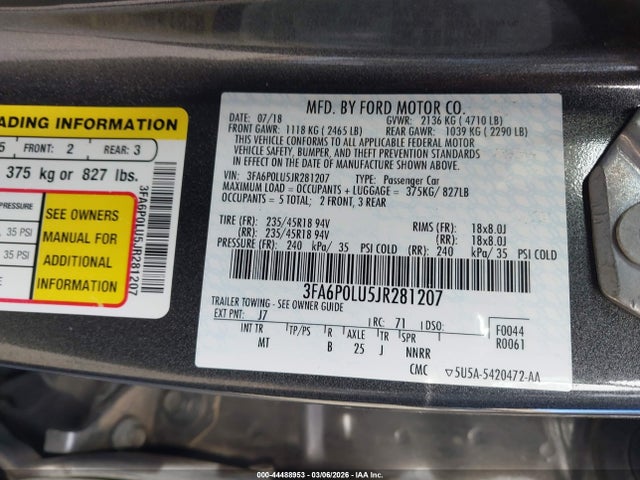 ADING INFORMATION
5 FRONT: 2 REAR: 3
375 kg or 827 lbs.
PRESSURE
35 PSI
35 PSI
SEE OWNERS
MANUAL FOR
ADDITIONAL
INFORMATION
3FA6P0LU5JR281207
MFD. BY FORD MOTOR CO.
DATE: 07/18 GVWR: 2136 KG ( 4710 LB)
FRONT GAWR: 1118 KG ( 2465 LB) REAR GAWR: 1039 KG ( 2290 LB)
THIS VEHICLE CONFORMS TO ALL APPLICABLE FEDERAL MOTOR
VEHICLE SAFETY, BUMPER, AND THEFT PREVENTION STANDARDS
IN EFFECT ON THE DATE OF MANUFACTURE SHOWN ABOVE.
VIN: 3FA6P0LU5JR281207 TYPE: Passenger Car
MAXIMUM LOAD = OCCUPANTS + LUGGAGE = 375KG/ 827LB
OCCUPANTS = 5 TOTAL; 2 FRONT, 3 REAR
TIRE (FR): 235/45R18 94V RIMS (FR): 18x8.0J
(RR): 235/45R18 94V (RR): 18x8.0J
PRESSURE (FR): 240 kPa/ 35 PSI COLD (RR): 240 kPa/ 35 PSI COLD
3FA6P0LU5JR281207
TRAILER TOWING - SEE OWNER GUIDE
EXT PNT: J7 RC: 71 DSO: F0044
R0061
INT TR TP/PS R AXLE TR SPR
MT B 25 J NNRR
CMC 5U5A-5420472-AA
000-44488953 - 03/06/2026 - IAA Inc.